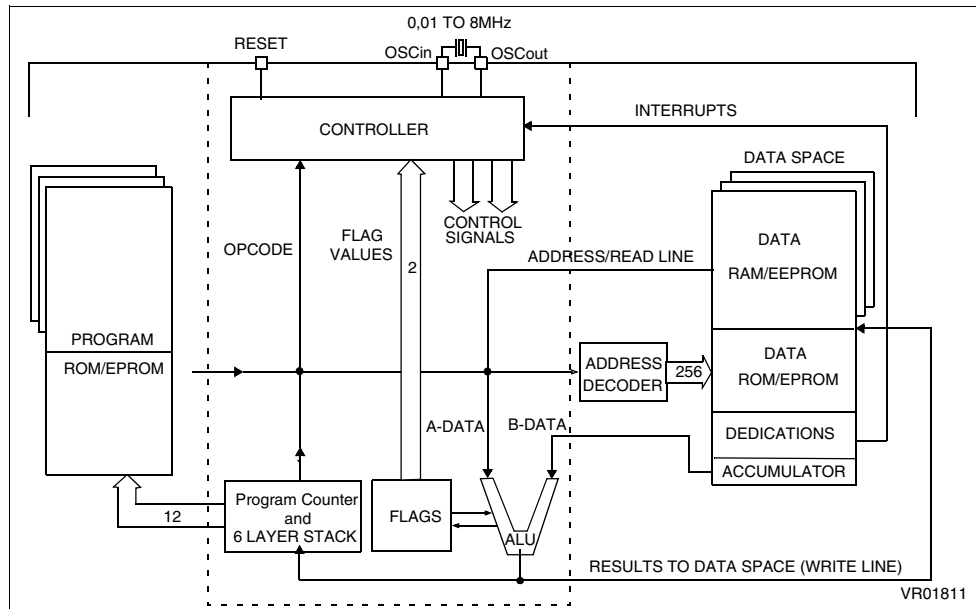 0,01 TO 8MHz
RESET
OSCin
OSCout
INTERRUPTS
CONTROLLER
DATA SPACE
OPCODE
FLAG
VALUES
2
CONTROL
SIGNALS
ADDRESS/READ LINE
DATA
RAM/EEPROM
PROGRAM
ROM/EPROM
ADDRESS
DECODER
256
DATA
ROM/EPROM
A-DATA
B-DATA
DEDICATIONS
ACCUMULATOR
12
Program Counter
and
6 LAYER STACK
FLAGS
ALU
RESULTS TO DATA SPACE (WRITE LINE)
VR01811